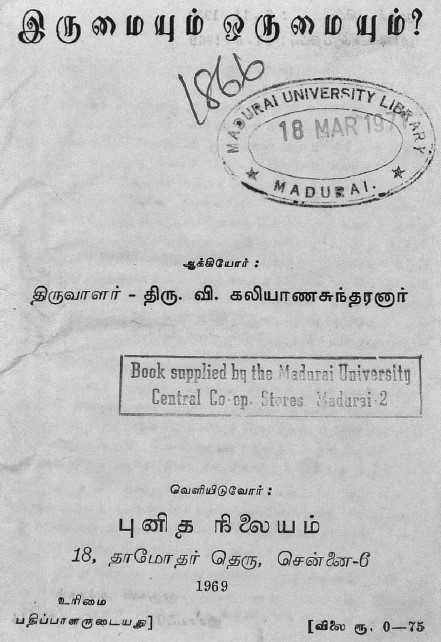 இருமையும் ஒருமையும்?
1866
MADURAI UNIVERSITY LIBRARY
18 MAR 1971
★ MADURAI. ★
ஆக்கியோர் :
திருவாளர் - திரு. வி. கலியாணசுந்தரனார்
Book supplied by the Madurai University
Central Co-op. Stores Madurai-2
வெளியிடுவோர் :
புனித நிலையம்
18, தாமோதர் தெரு, சென்னை-6
1969
உரிமை
பதிப்பாளருடையது]
[விலை ரூ. 0—75